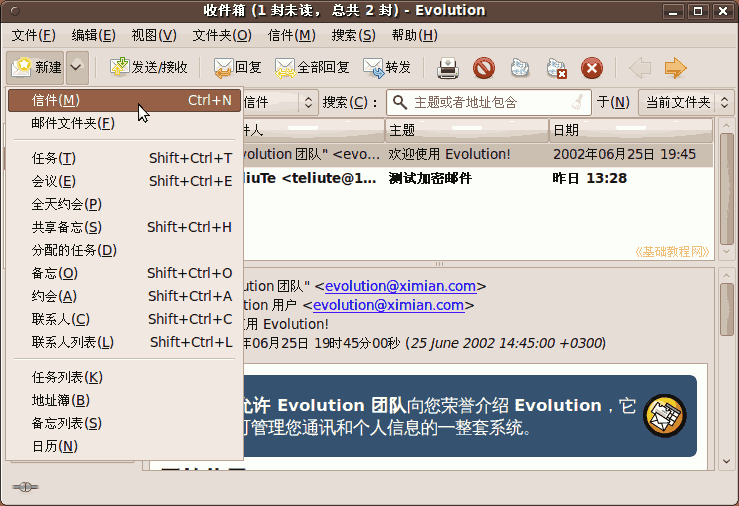 收件箱 (1 封未读， 总共 2 封) - Evolution
文件(F) 编辑(E) 视图(V) 文件夹(O) 信件(M) 搜索(S) 帮助(H)
新建 发送/接收 回复 全部回复 转发
信件(M) Ctrl+N
邮件文件夹(F)
任务(T) Shift+Ctrl+T
会议(E) Shift+Ctrl+E
全天约会(P)
共享备忘(S) Shift+Ctrl+H
分配的任务(D)
备忘(O) Shift+Ctrl+O
约会(A) Shift+Ctrl+A
联系人(C) Shift+Ctrl+C
联系人列表(L) Shift+Ctrl+L
任务列表(K)
地址簿(B)
备忘列表(S)
日历(N)
信件 搜索(C)： 主题或者地址包含 于(N) 当前文件夹
件人 主题 日期
volution 团队" <evo... 欢迎使用 Evolution! 2002年06月25日 19:45
liuTe <teliute@1... 测试加密邮件 昨日 13:28
《基础教程网》
ution 团队" <evolution@ximian.com>
ution 用户 <evolution@ximian.com>
使用 Evolution!
年06月25日 19时45分00秒 (25 June 2002 14:45:00 +0300)
允许 Evolution 团队向您荣誉介绍 Evolution，它
可管理您通讯和个人信息的一整套系统。